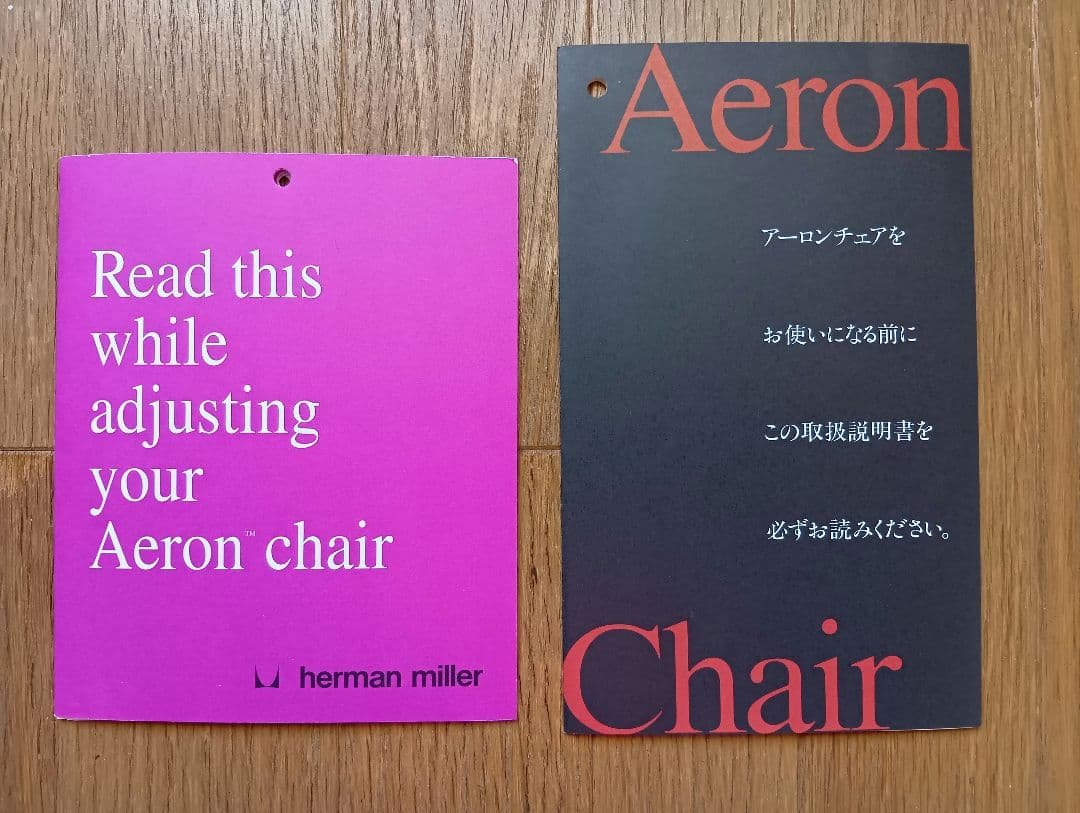 Read this
while
adjusting
your
Aeron™ chair
herman miller
Aeron
アーロンチェアを
お使いになる前に
この取扱説明書を
必ずお読みください。
Chair